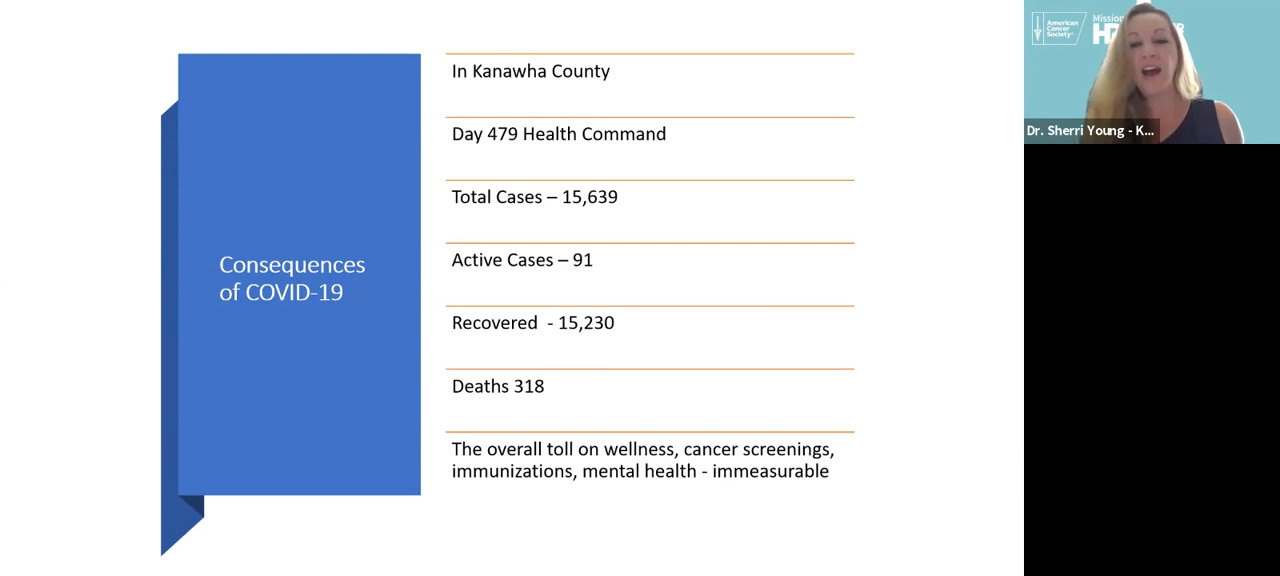 Consequences
of COVID-19
In Kanawha County
Day 479 Health Command
Total Cases – 15,639
Active Cases – 91
Recovered  - 15,230
Deaths 318
The overall toll on wellness, cancer screenings,
immunizations, mental health - immeasurable
American
Cancer
Society®
Mission
Dr. Sherri Young - K...